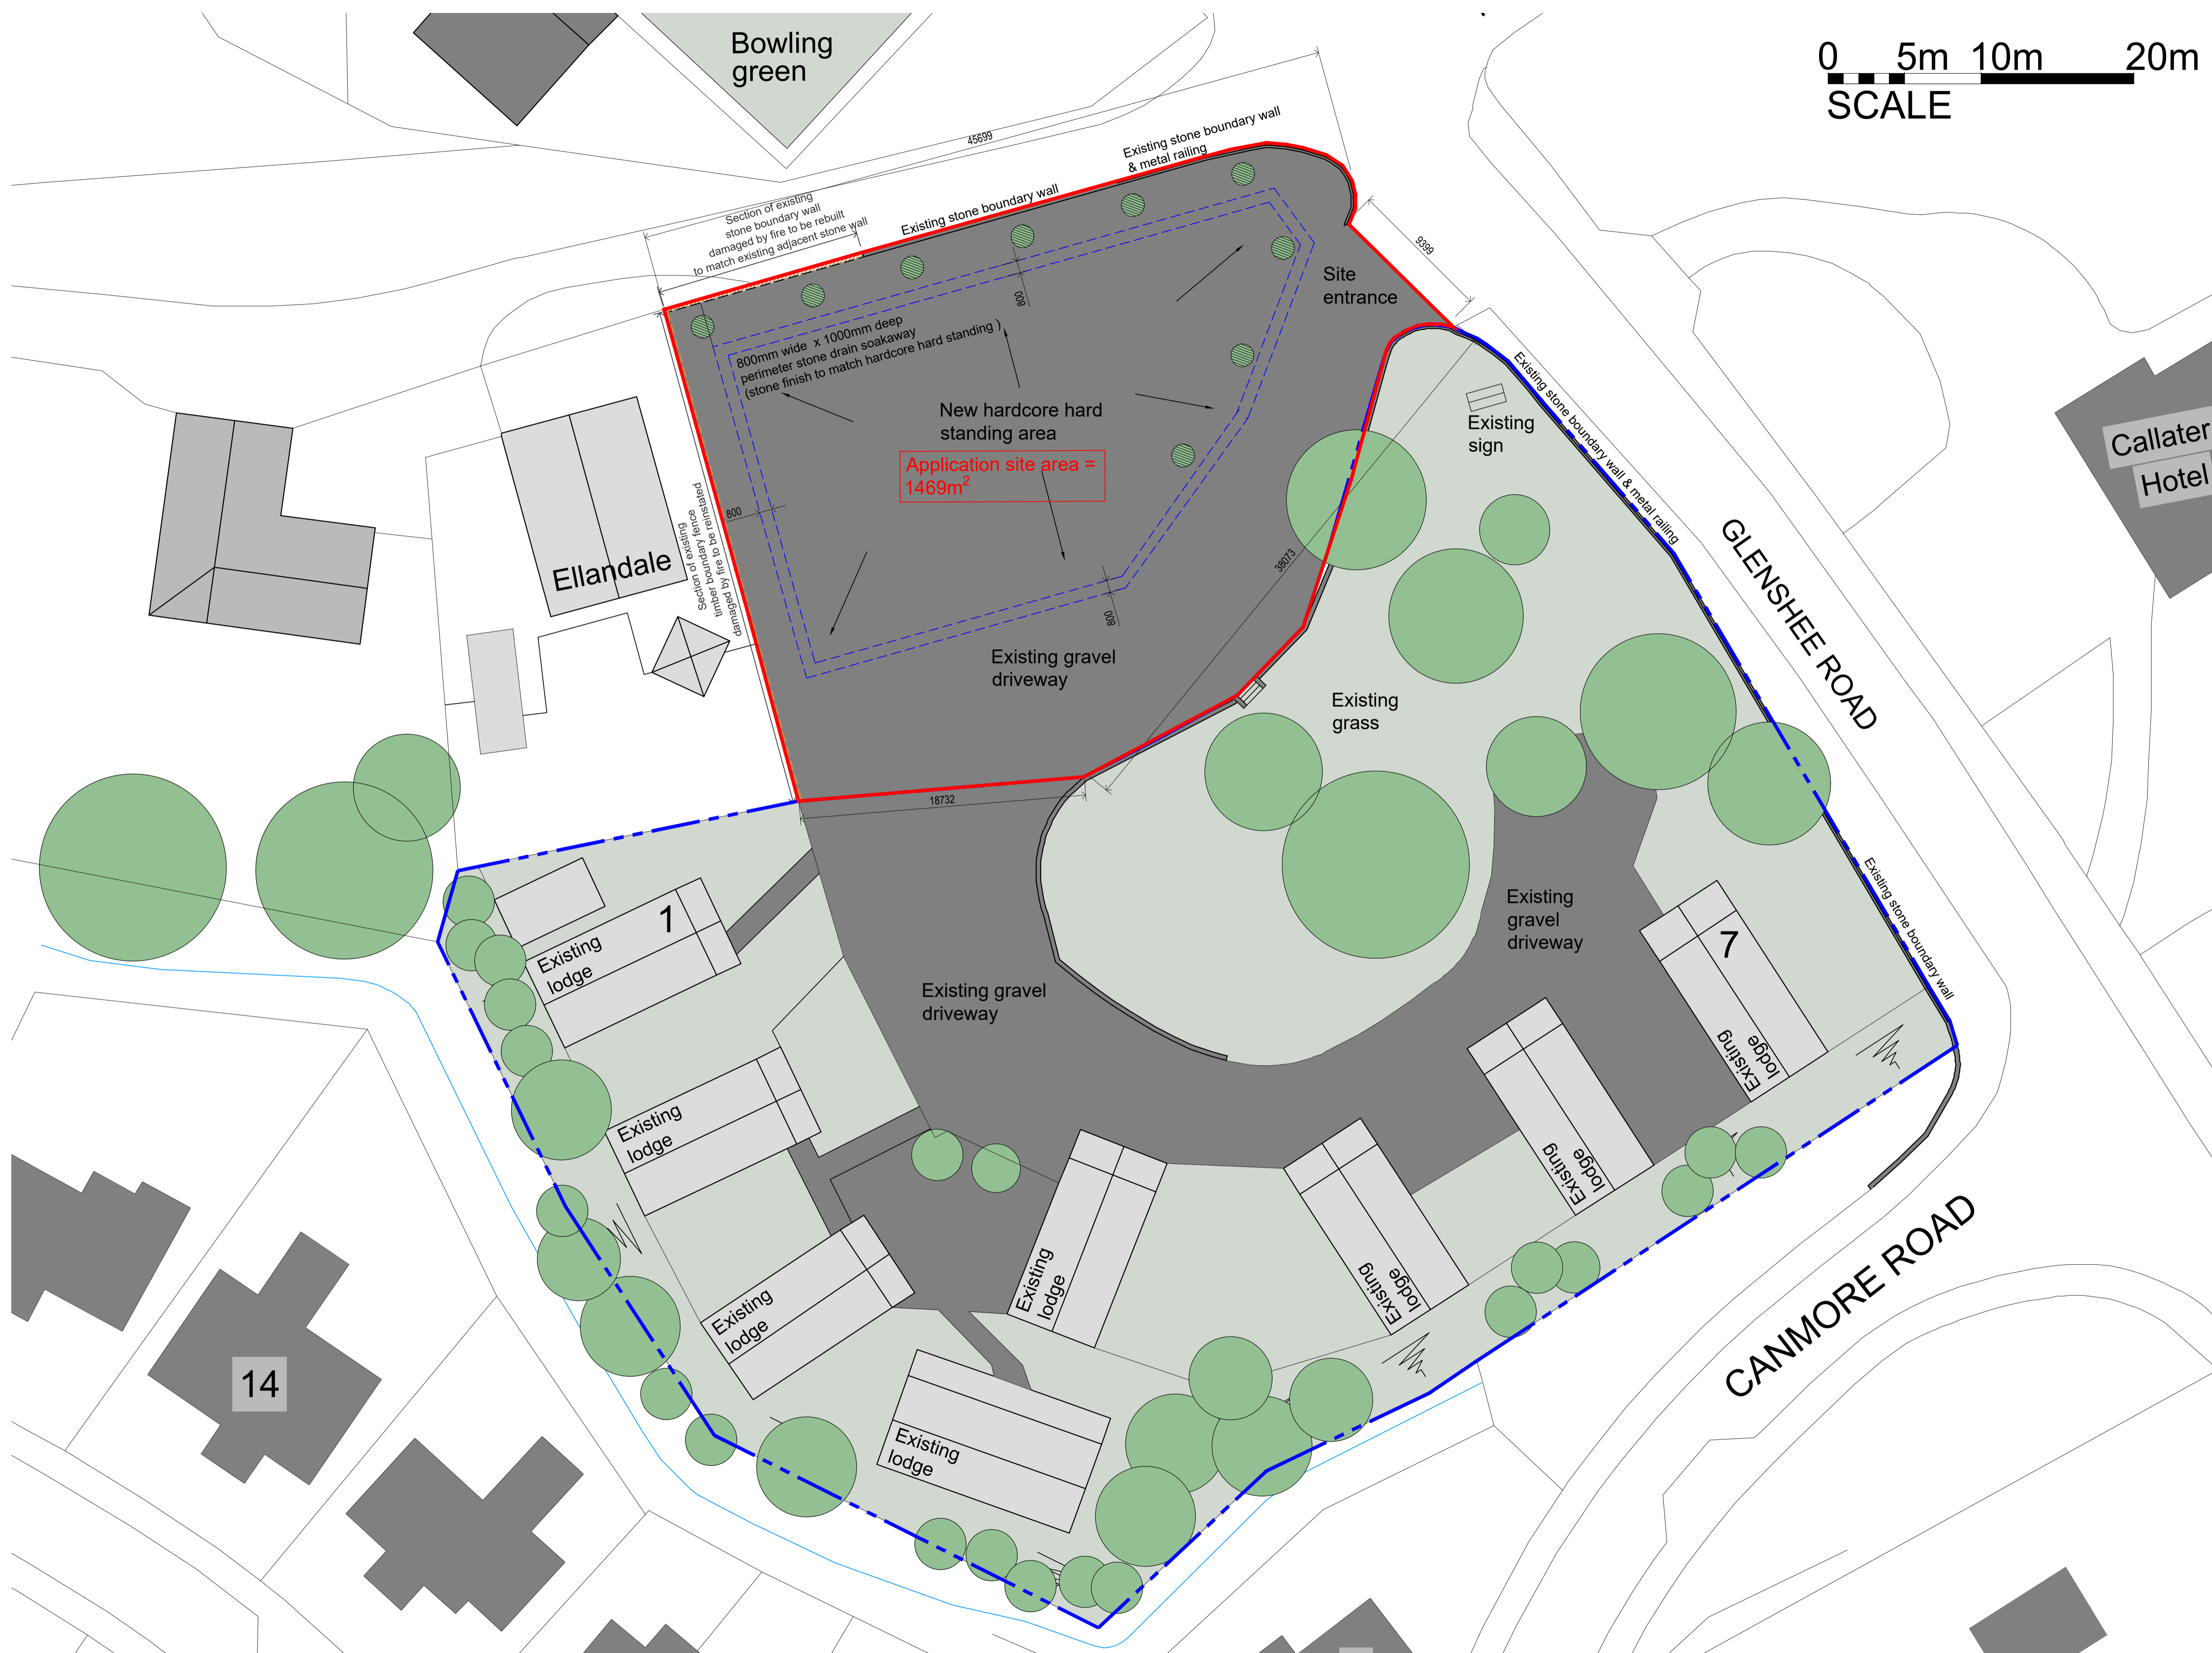 Bowling
green
0 5m 10m 20m
SCALE
45699
Existing stone boundary wall
& metal railing
Existing stone boundary wall
Section of existing
stone boundary wall
damaged by fire to be rebuilt
to match existing adjacent stone wall
9399
Site
entrance
800
800mm wide x 1000mm deep
perimeter stone drain soakaway
(stone finish to match hardcore hard standing )
New hardcore hard
standing area
Application site area =
1469m²
Existing
sign
Existing stone boundary wall & metal railing
Callater
Hotel
GLENSHEE ROAD
800
Section of existing
timber boundary fence
damaged by fire to be reinstated
Ellandale
38073
800
Existing gravel
driveway
Existing
grass
18732
Existing stone boundary wall
Existing
gravel
driveway
1
Existing
lodge
7
Existing
lodge
Existing gravel
driveway
Existing
lodge
Existing
lodge
Existing
lodge
Existing
lodge
Existing
lodge
Existing
lodge
CANMORE ROAD
14